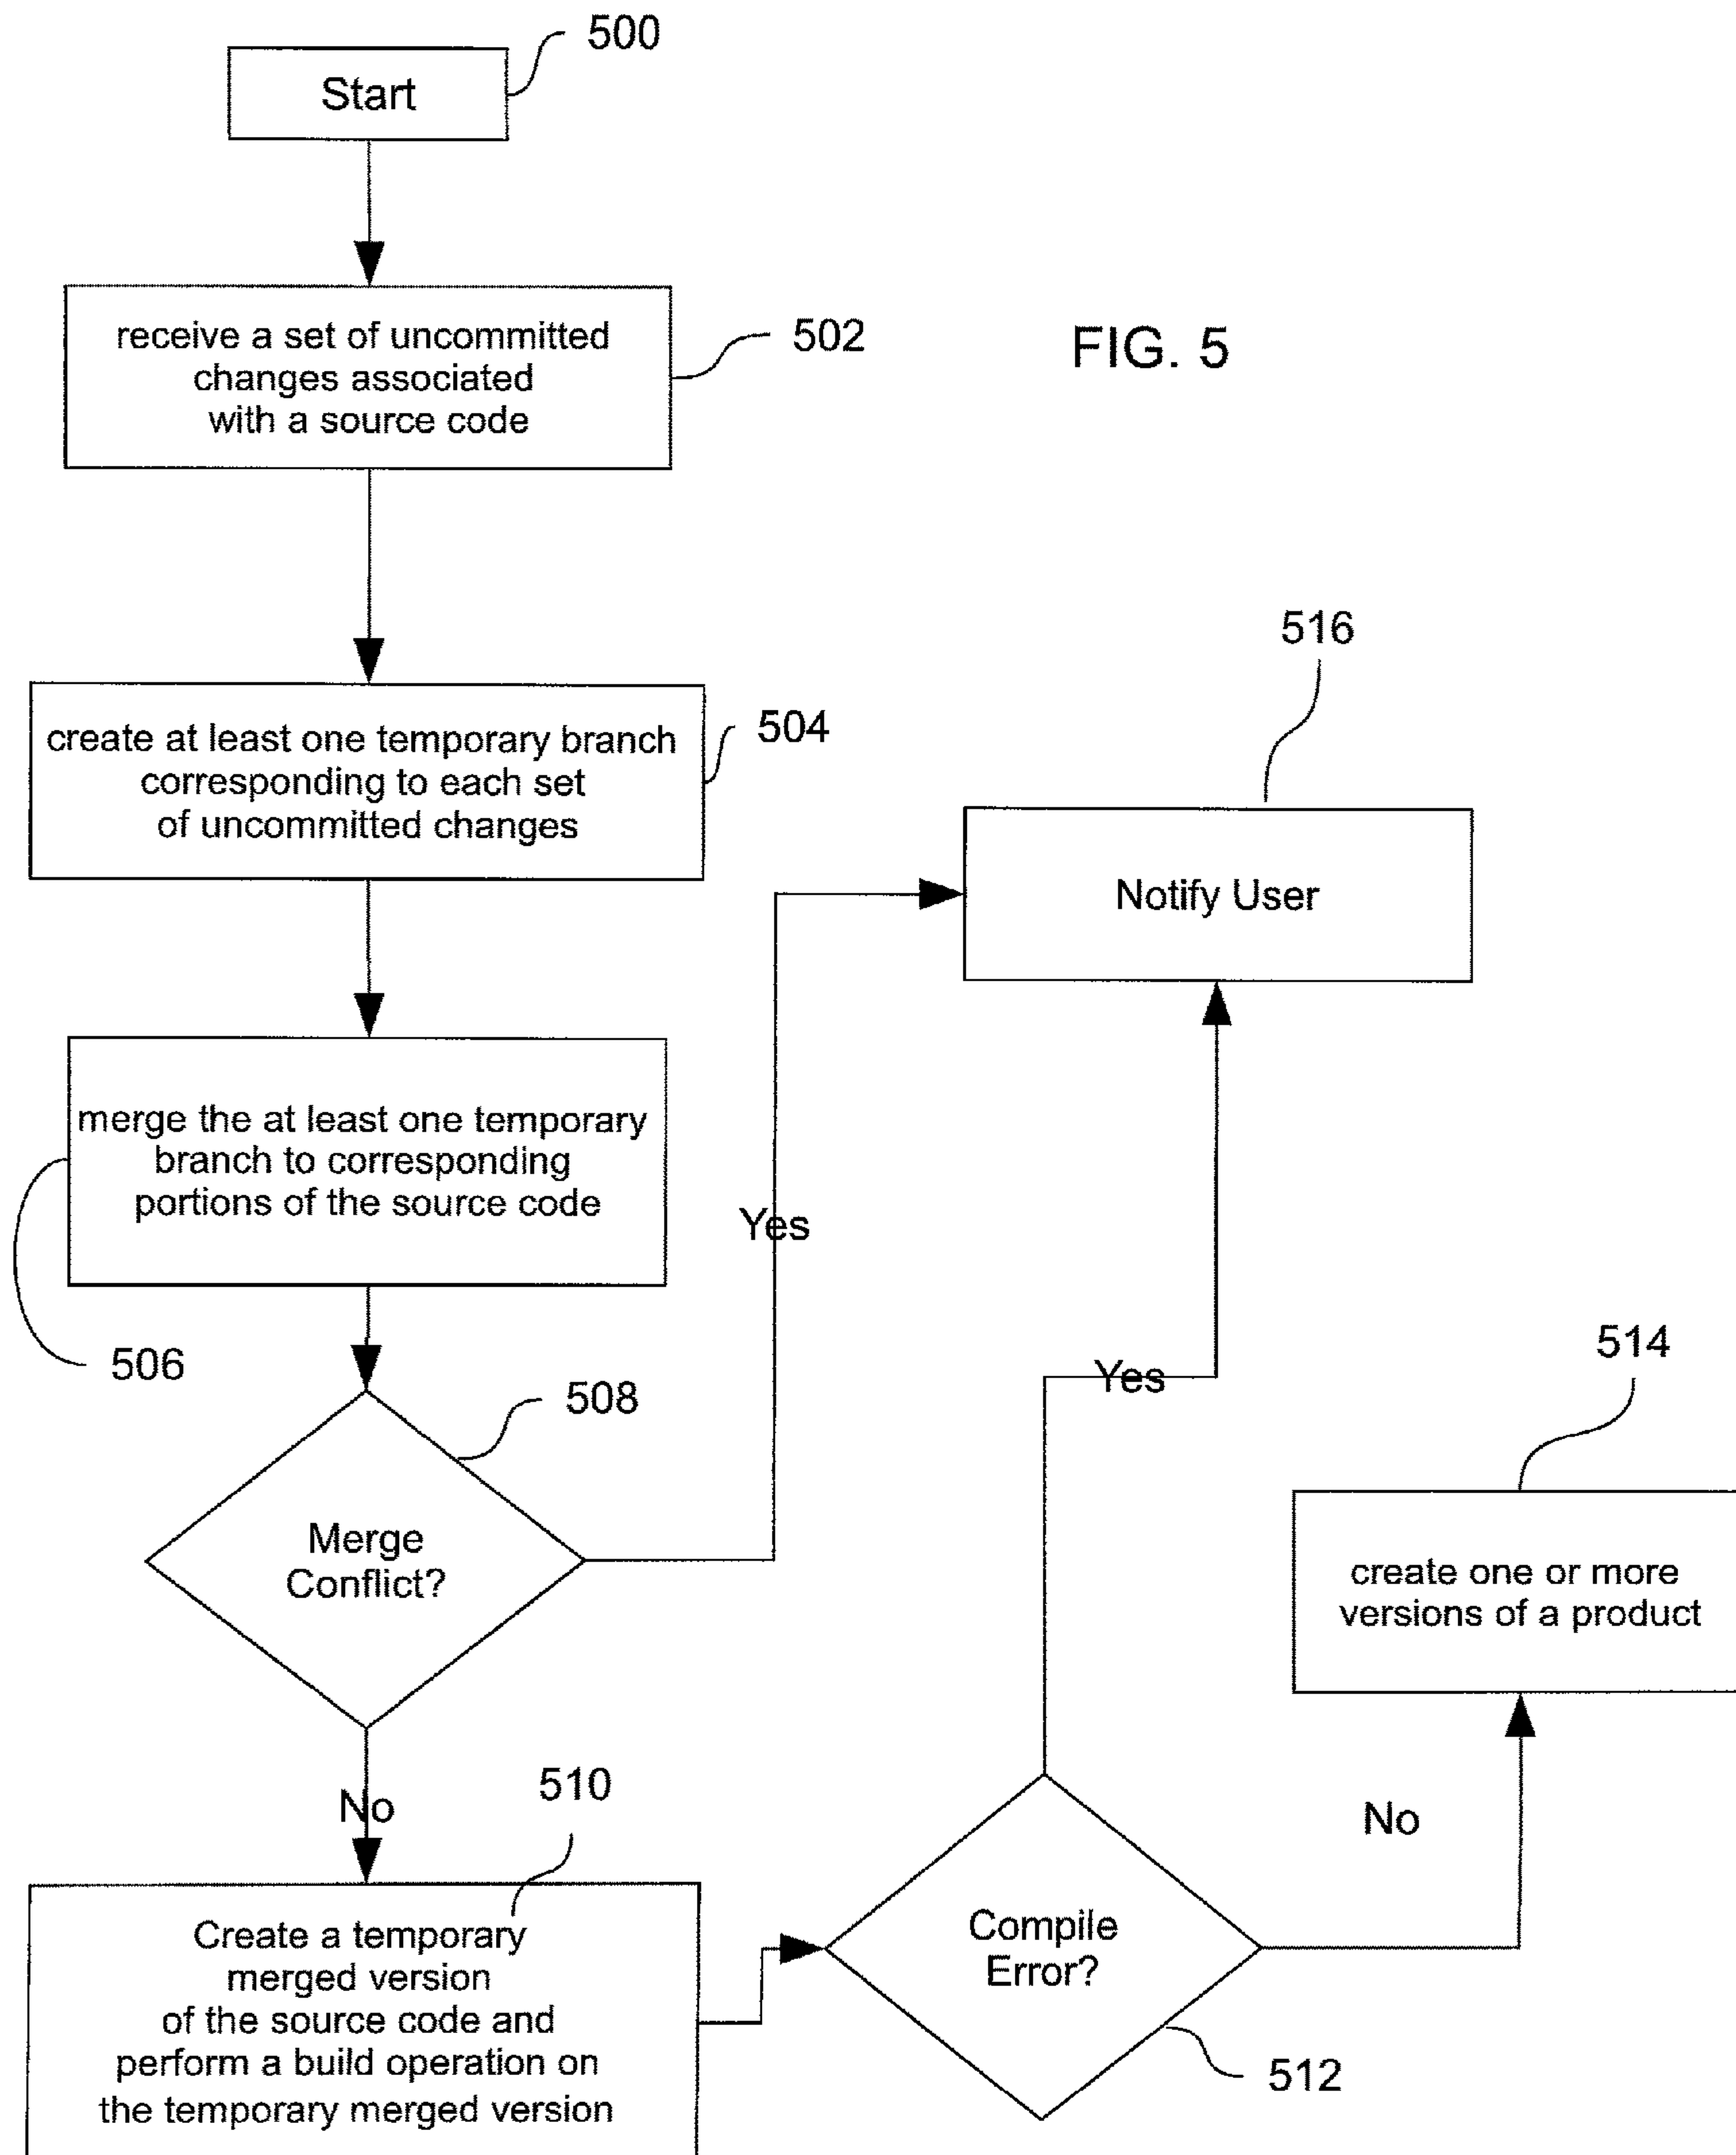 500
Start
receive a set of uncommitted
changes associated
with a source code
502
FIG. 5
create at least one temporary branch
corresponding to each set
of uncommitted changes
504
516
Notify User
merge the at least one temporary
branch to corresponding
portions of the source code
506
Yes
Yes
508
Merge
Conflict?
514
create one or more
versions of a product
No
510
Create a temporary
merged version
of the source code and
perform a build operation on
the temporary merged version
Compile
Error?
No
512